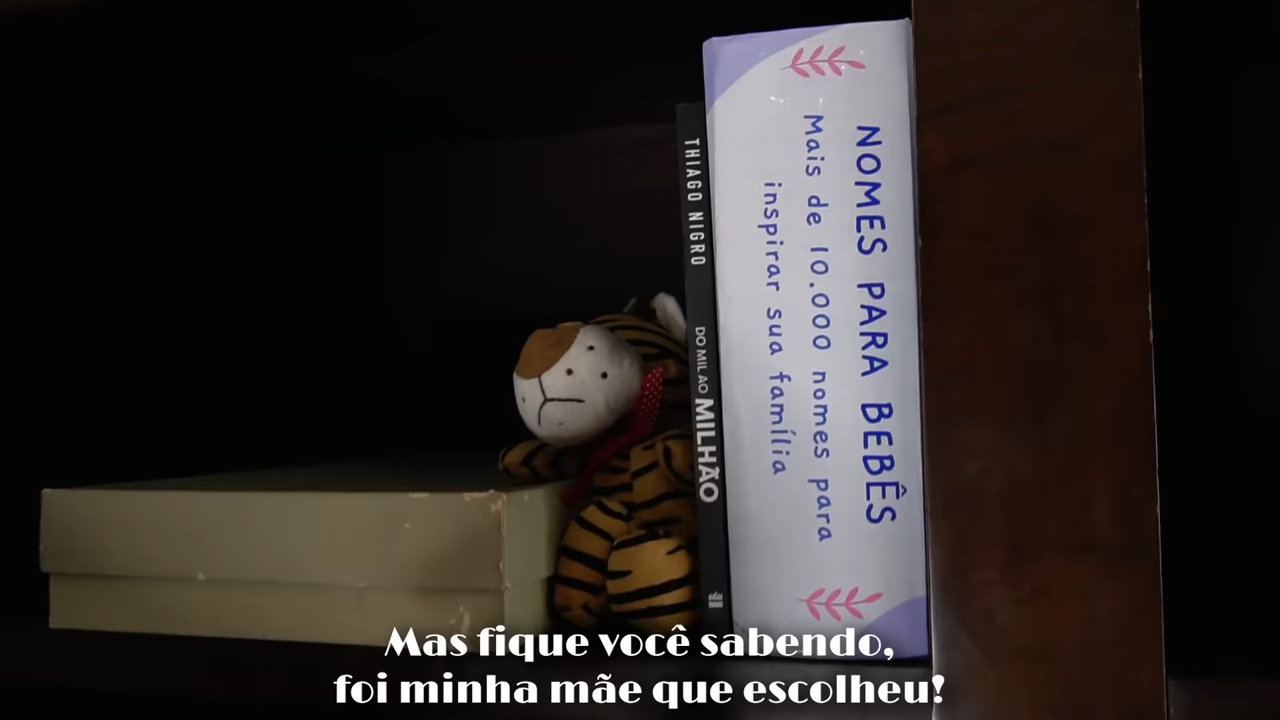 THIAGO NIGRO
DO MIL AO MILHÃO
NOMES PARA BEBÊS
Mais de 10.000 nomes para
inspirar sua família
Mas fique você sabendo,
foi minha mãe que escolheu!